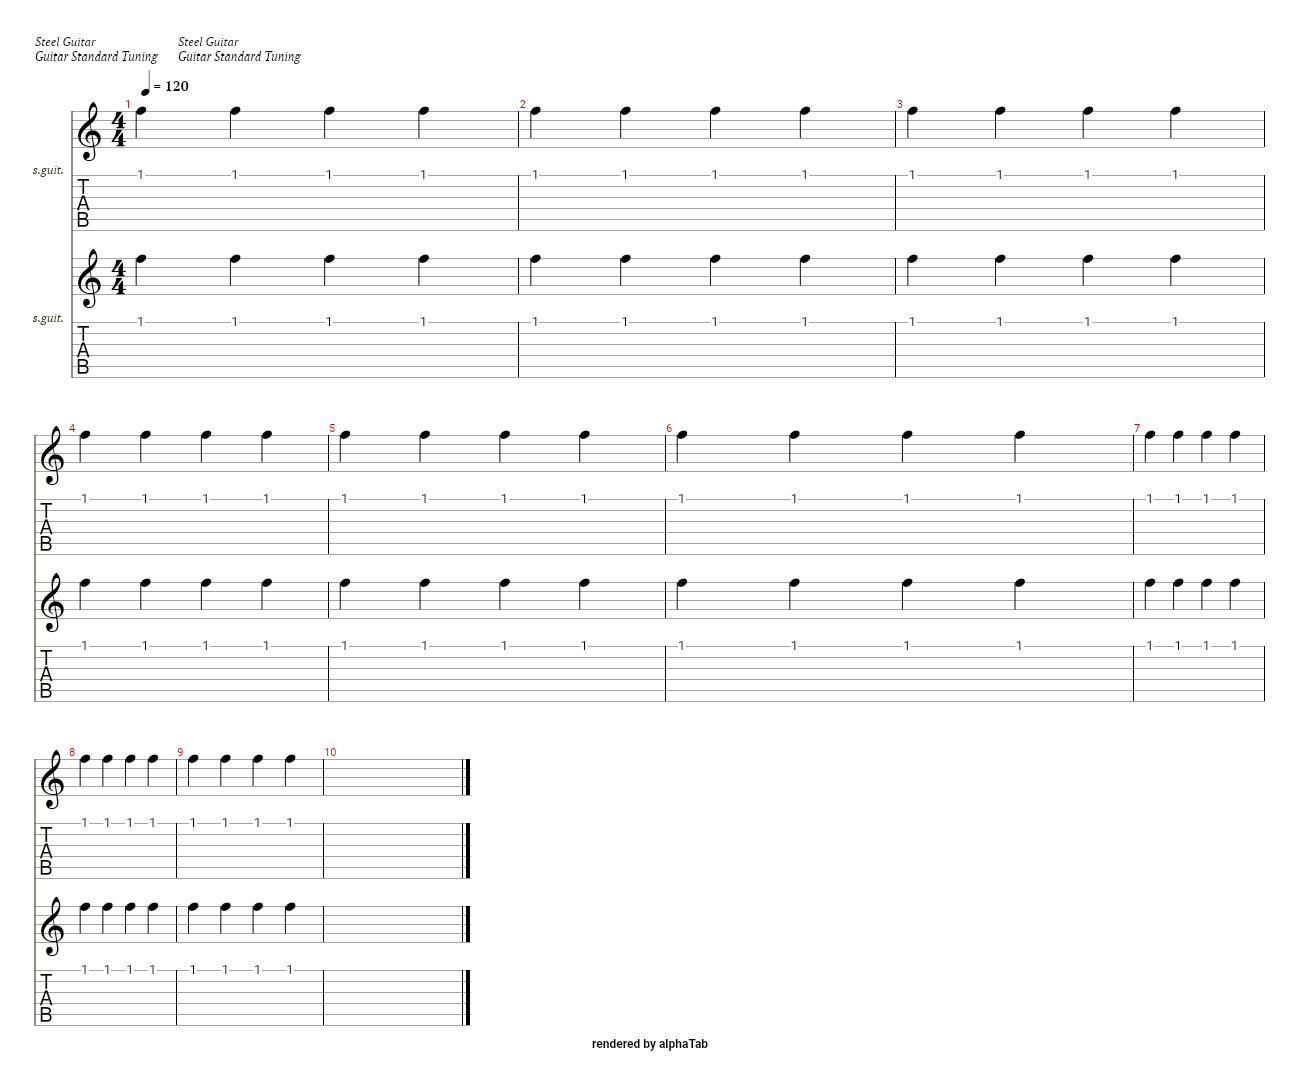 Steel Guitar Steel Guitar
Guitar Standard Tuning Guitar Standard Tuning
= 120
1 2 3
4 4
s.guit. 1 1 1 1 1 1 1 1 1 1 1 1
T
A
B
4 4
s.guit. 1 1 1 1 1 1 1 1 1 1 1 1
T
A
B
4 5 6 7
1 1 1 1 1 1 1 1 1 1 1 1 1 1 1 1
T
A
B
1 1 1 1 1 1 1 1 1 1 1 1 1 1 1 1
T
A
B
8 9 10
1 1 1 1 1 1 1 1
T
A
B
1 1 1 1 1 1 1 1
T
A
B
rendered by alphaTab